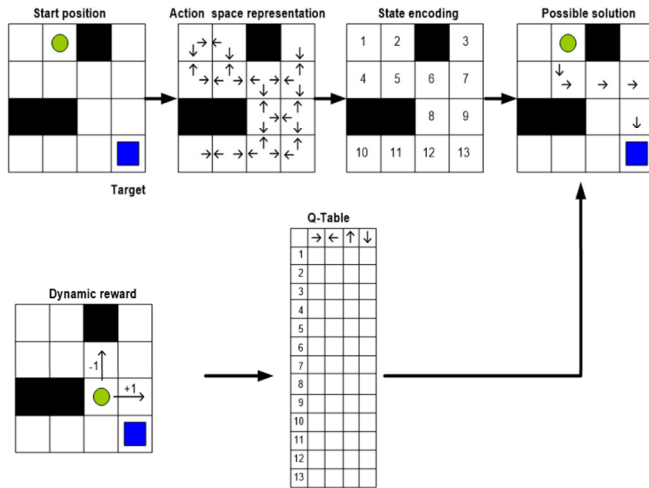 Start position
Action space representation
State encoding
Possible solution
1 2 3
4 5 6 7
8 9
10 11 12 13
Target
Q-Table
Dynamic reward
-1
+1
1
2
3
4
5
6
7
8
9
10
11
12
13